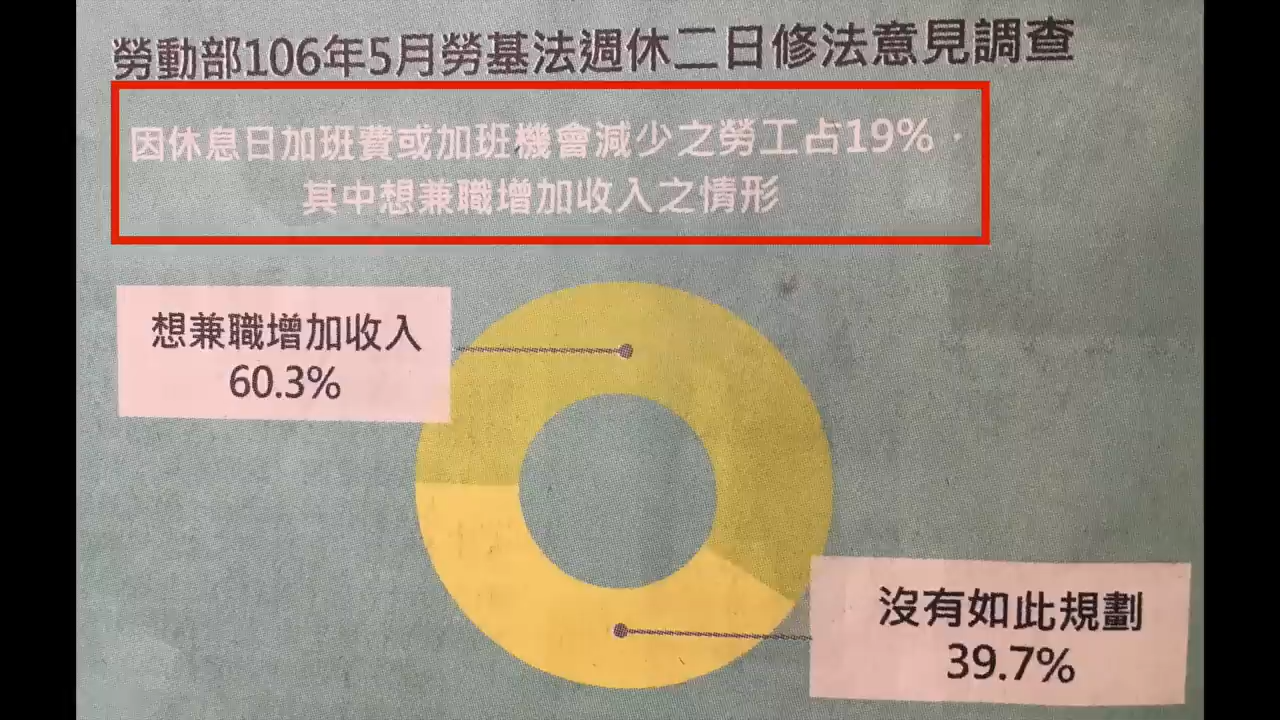 勞動部106年5月勞基法週休二日修法意見調查
因休息日加班費或加班機會減少之勞工占19%，
其中想兼職增加收入之情形
想兼職增加收入
60.3%
沒有如此規劃
39.7%